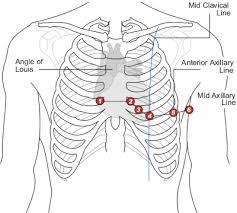 Mid Clavical
Line
Angle of
Louis
Anterior Axillary
Line
Mid Axillary
Line
1
2
3
4
5
6